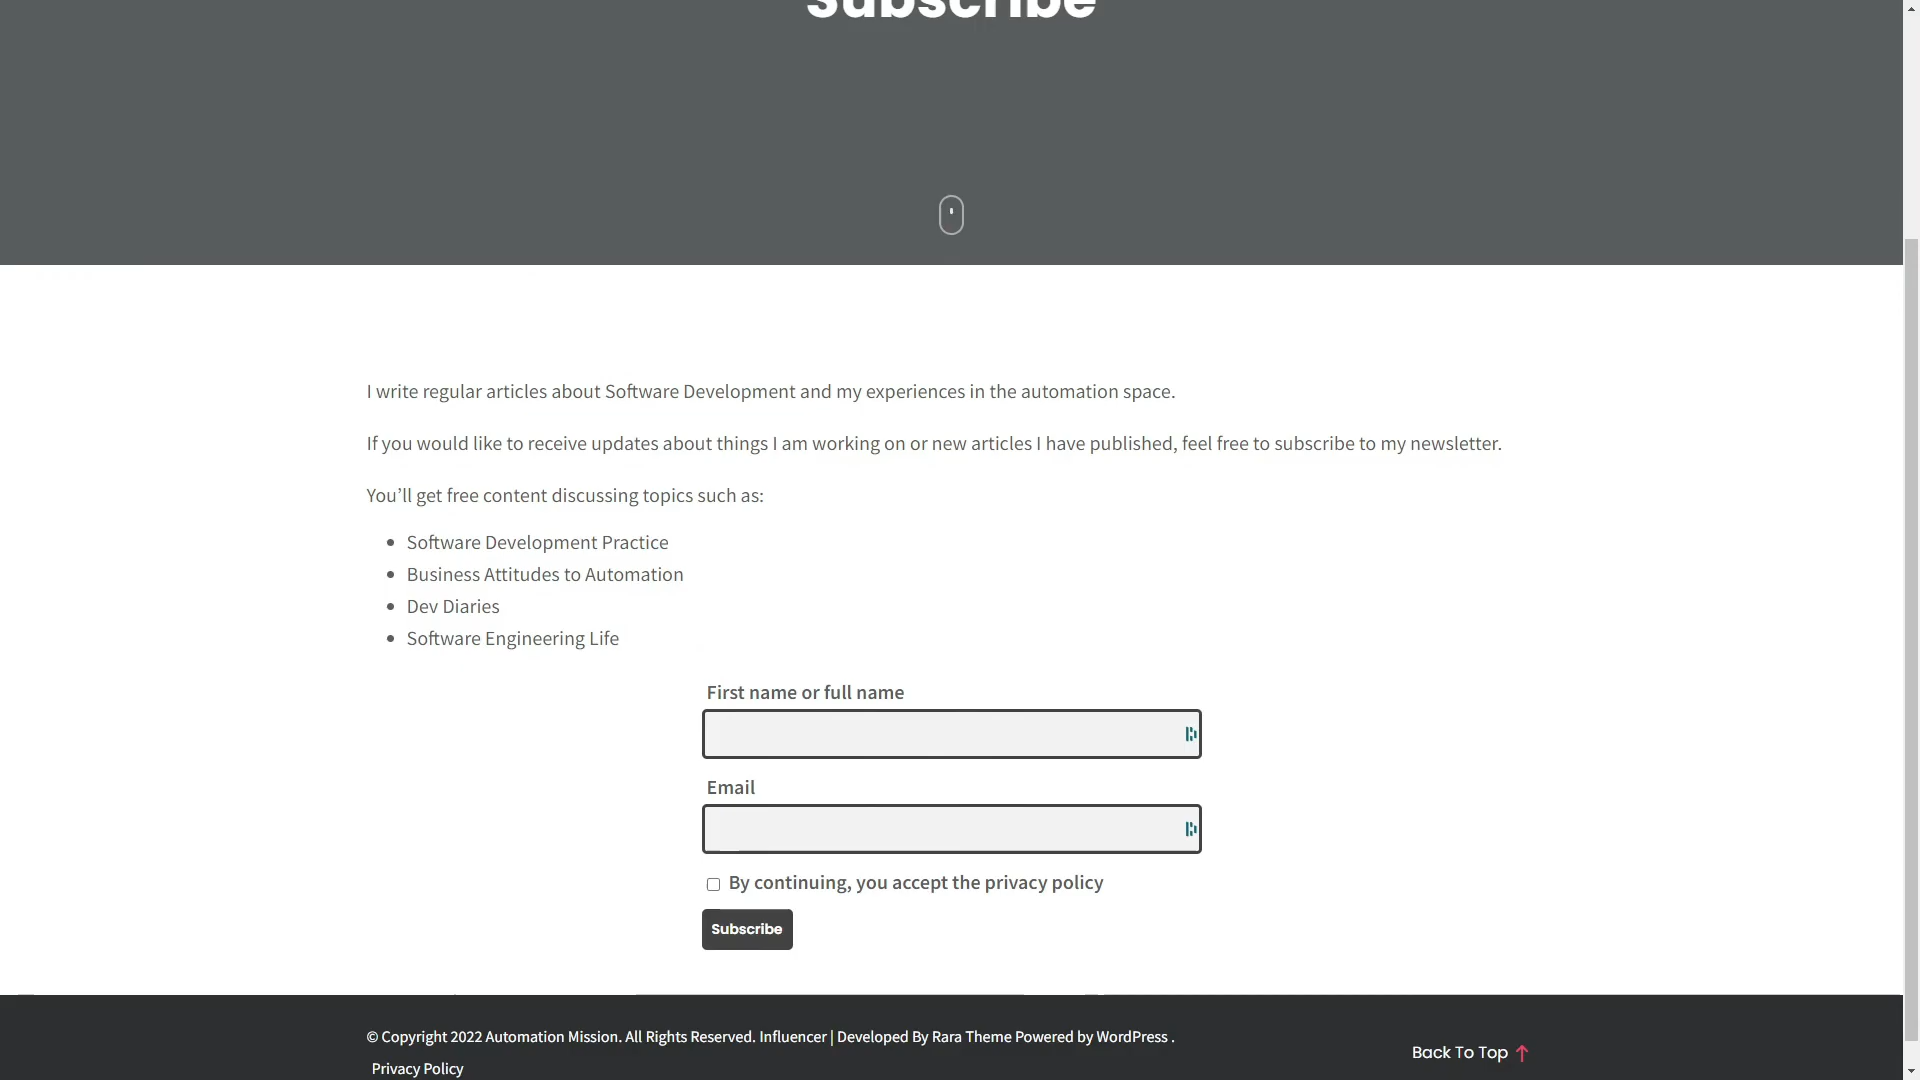 Subscribe
I write regular articles about Software Development and my experiences in the automation space.
If you would like to receive updates about things I am working on or new articles I have published, feel free to subscribe to my newsletter.
You’ll get free content discussing topics such as:
Software Development Practice
Business Attitudes to Automation
Dev Diaries
Software Engineering Life
First name or full name
Email
By continuing, you accept the privacy policy
Subscribe
© Copyright 2022 Automation Mission. All Rights Reserved. Influencer | Developed By Rara Theme Powered by WordPress .
Back To Top
Privacy Policy